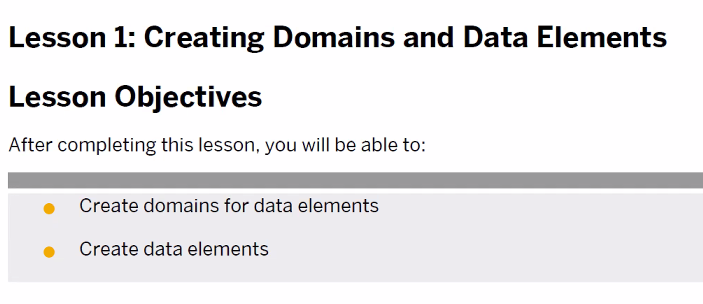 Lesson 1: Creating Domains and Data Elements
Lesson Objectives
After completing this lesson, you will be able to:
Create domains for data elements
Create data elements